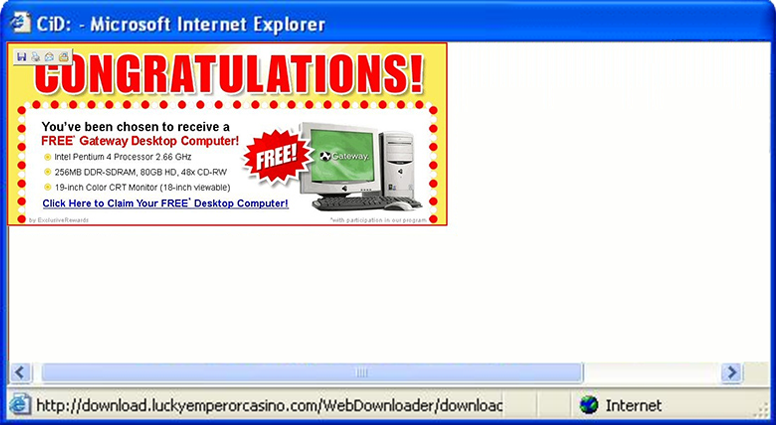 CiD: - Microsoft Internet Explorer
CONGRATULATIONS!
You've been chosen to receive a
FREE* Gateway Desktop Computer!
Intel Pentium 4 Processor 2.66 GHz
256MB DDR-SDRAM, 80GB HD, 48x CD-RW
19-inch Color CRT Monitor (18-inch viewable)
Click Here to Claim Your FREE* Desktop Computer!
FREE!
Gateway.
by ExclusiveRewards
*with participation in our program
http://download.luckyemperorcasino.com/WebDownloader/downloac
Internet